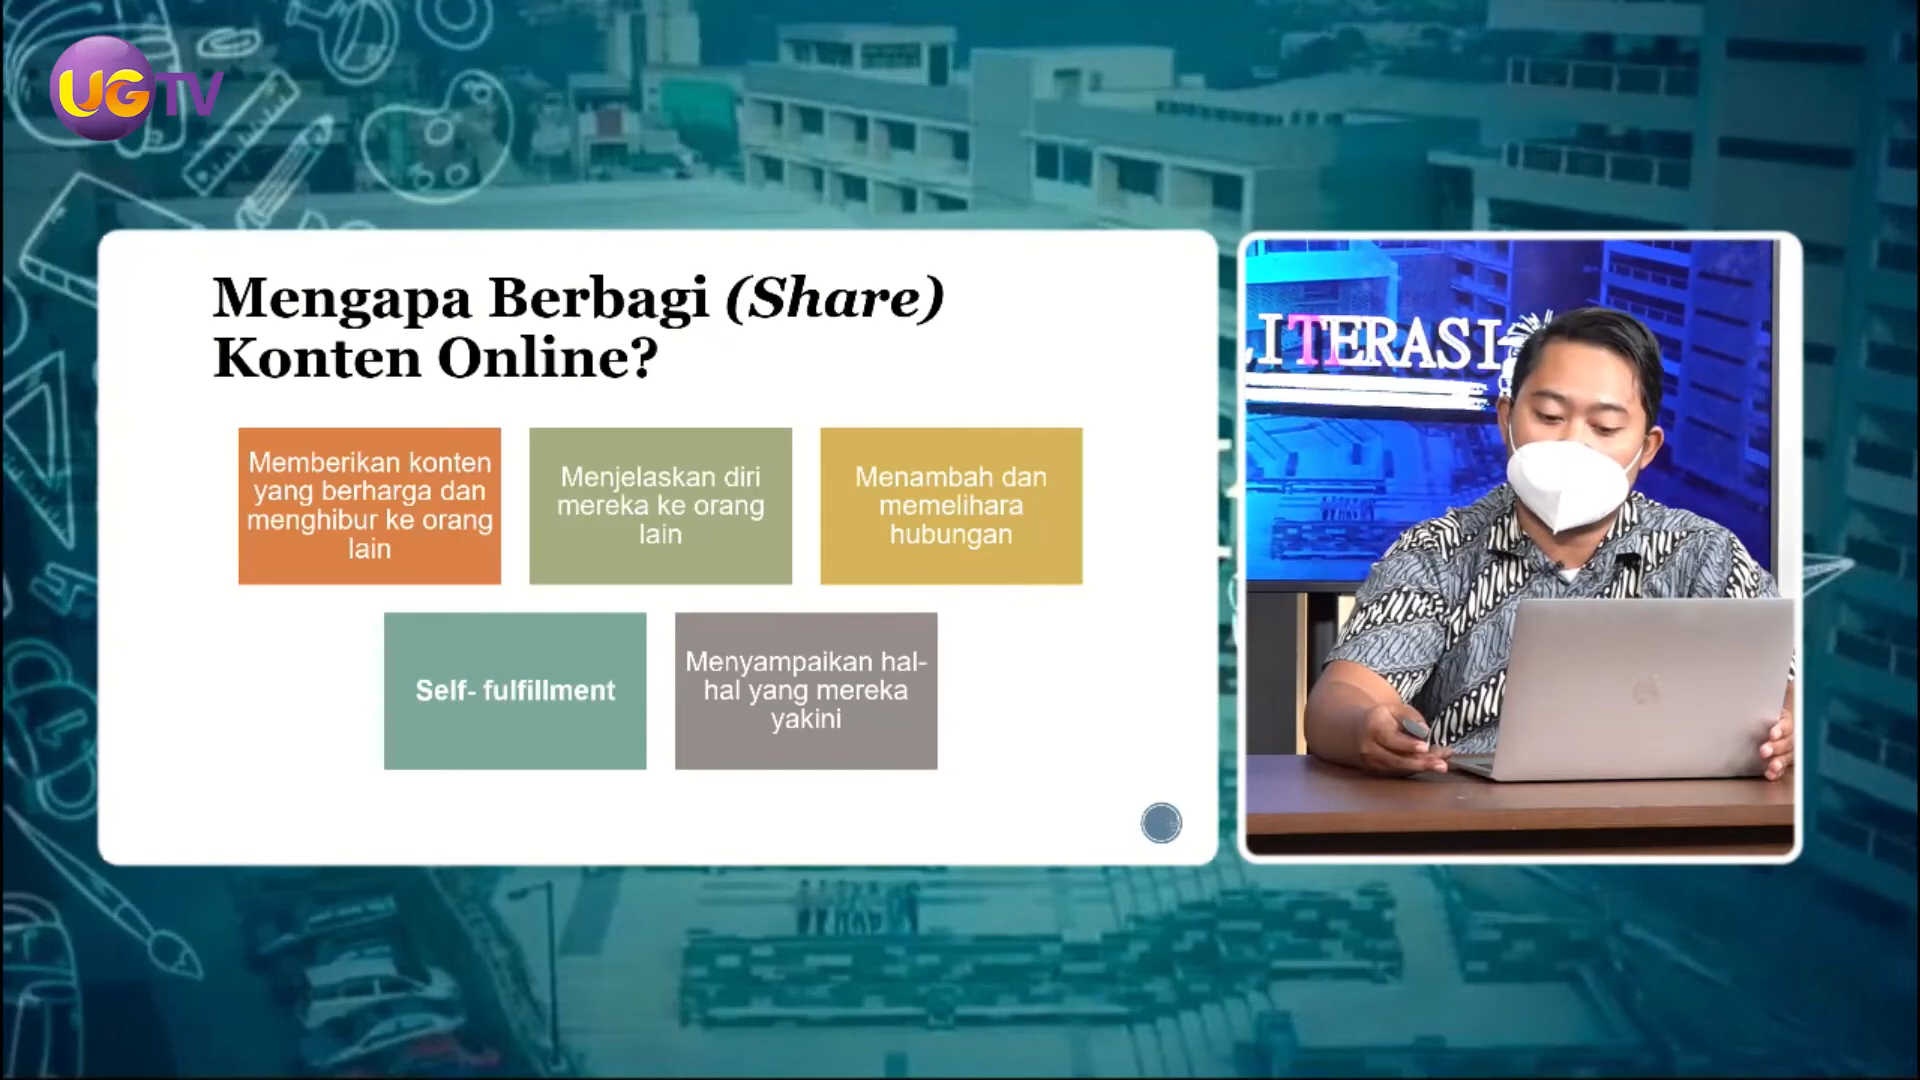 UGTV
Mengapa Berbagi (Share)
Konten Online?
Memberikan konten
yang berharga dan
menghibur ke orang
lain
Menjelaskan diri
mereka ke orang
lain
Menambah dan
memelihara
hubungan
Self- fulfillment
Menyampaikan hal-
hal yang mereka
yakini
LITERASI